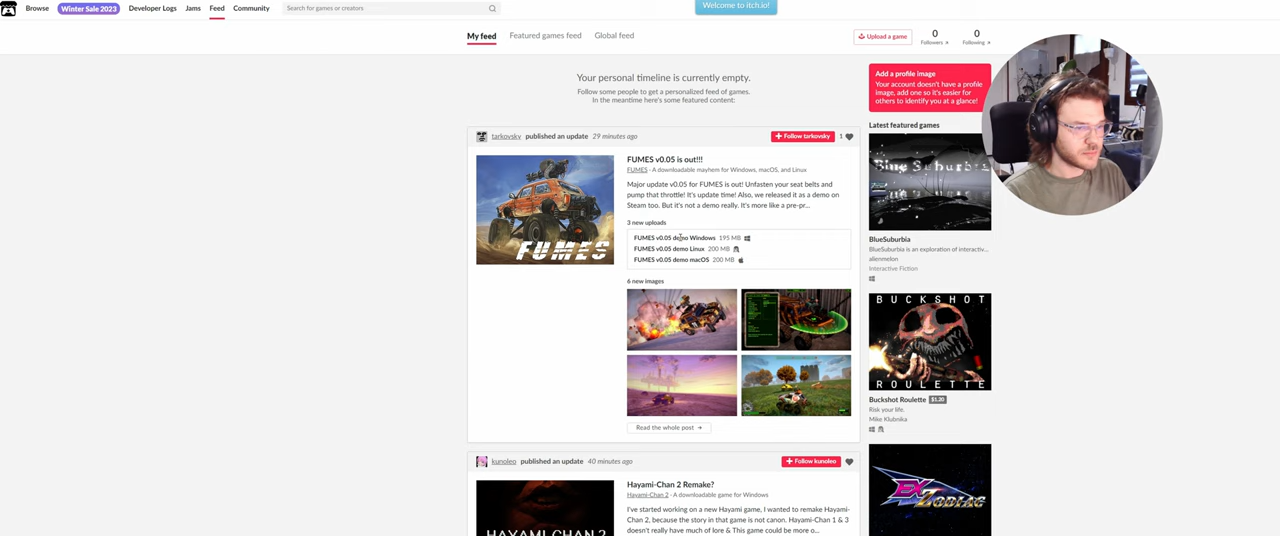 Browse Winter Sale 2023 Developer Logs Jams Feed Community Search for games or creators
Welcome to itch.io!
My feed Featured games feed Global feed
Upload a game
0 Followers
0 Following
Your personal timeline is currently empty.
Follow some people to get a personalized feed of games.
In the meantime here's some featured content:
tarkovsky published an update 29 minutes ago
+ Follow tarkovsky 1
FUMES
FUMES v0.05 is out!!!
FUMES - A downloadable mayhem for Windows, macOS, and Linux
Major update v0.05 for FUMES is out! Unfasten your seat belts and
pump that throttle! It's update time! Also, we released it as a demo on
Steam too. But it's not a demo really. It's more like a pre-pr...
3 new uploads
FUMES v0.05 demo Windows 195 MB
FUMES v0.05 demo Linux 200 MB
FUMES v0.05 demo macOS 200 MB
6 new images
Read the whole post →
kunoleo published an update 40 minutes ago
+ Follow kunoleo
HAYAMI-CHAN 2
Hayami-Chan 2 Remake?
Hayami-Chan 2 - A downloadable game for Windows
I've started working on a new Hayami game, I wanted to remake Hayami-
Chan 2, because the story in that game is not canon. Hayami-Chan 1 & 3
doesn't really have much of lore & This game could be more o...
Add a profile image
Your account doesn't have a profile
image, add one so it's easier for
others to identify you at a glance!
Latest featured games
Blue Suburbia
BlueSuburbia
BlueSuburbia is an exploration of interactiv...
alienmelon
Interactive Fiction
BUCKSHOT
ROULETTE
Buckshot Roulette $1.20
Risk your life.
Mike Klubnika
EX ZODIAC